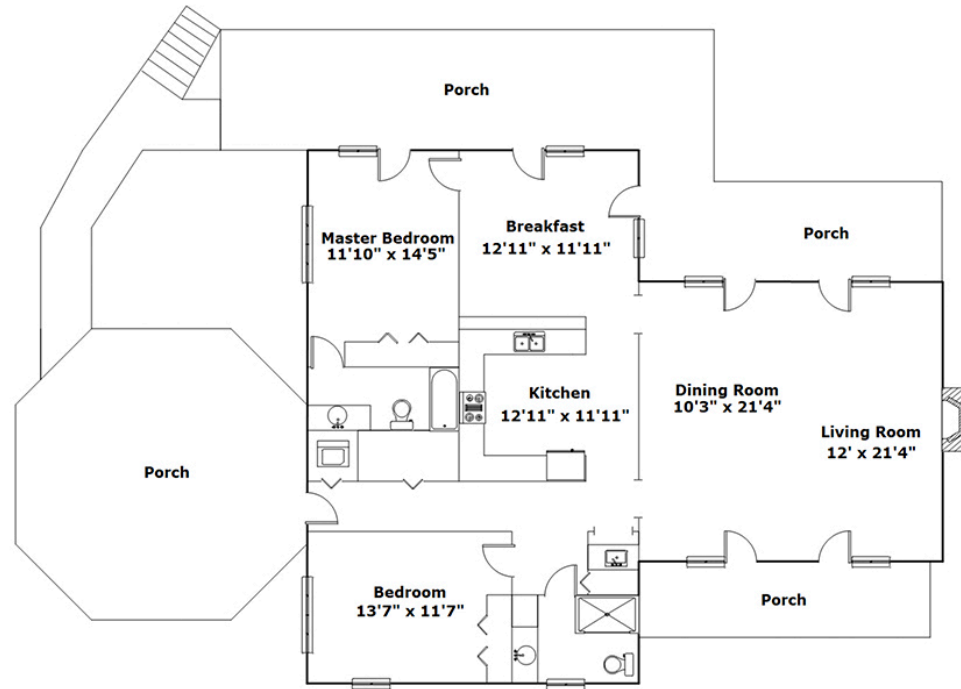 Porch
Breakfast
12'11" x 11'11"
Master Bedroom
11'10" x 14'5"
Porch
Kitchen
12'11" x 11'11"
Dining Room
10'3" x 21'4"
Living Room
12' x 21'4"
Porch
Bedroom
13'7" x 11'7"
Porch